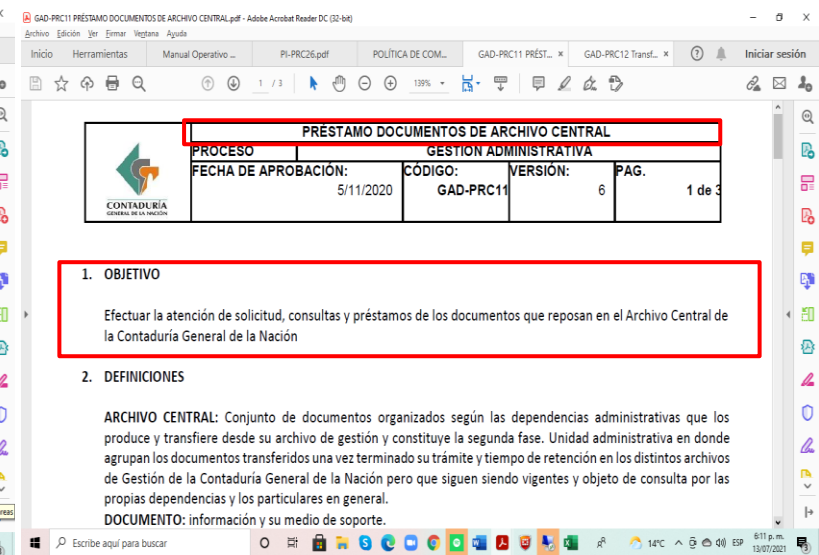 GAD-PRC11 PRÉSTAMO DOCUMENTOS DE ARCHIVO CENTRAL.pdf - Adobe Acrobat Reader DC (32-bit)
Archivo Edición Ver Firmar Ventana Ayuda
Inicio Herramientas Manual Operativo ... PI-PRC26.pdf POLÍTICA DE COM... GAD-PRC11 PRÉST... × GAD-PRC12 Transf... × Iniciar sesión
1 / 3 139%
PRÉSTAMO DOCUMENTOS DE ARCHIVO CENTRAL
PROCESO GESTION ADMINISTRATIVA
FECHA DE APROBACIÓN: CÓDIGO: VERSIÓN: PAG.
5/11/2020 GAD-PRC11 6 1 de 3
CONTADURÍA
GENERAL DE LA NACIÓN
1. OBJETIVO
Efectuar la atención de solicitud, consultas y préstamos de los documentos que reposan en el Archivo Central de
la Contaduría General de la Nación
2. DEFINICIONES
ARCHIVO CENTRAL: Conjunto de documentos organizados según las dependencias administrativas que los
produce y transfiere desde su archivo de gestión y constituye la segunda fase. Unidad administrativa en donde
agrupan los documentos transferidos una vez terminado su trámite y tiempo de retención en los distintos archivos
de Gestión de la Contaduría General de la Nación pero que siguen siendo vigentes y objeto de consulta por las
propias dependencias y los particulares en general.
DOCUMENTO: información y su medio de soporte.
Escribe aquí para buscar 14°C ESP 6:11 p. m.
13/07/2021